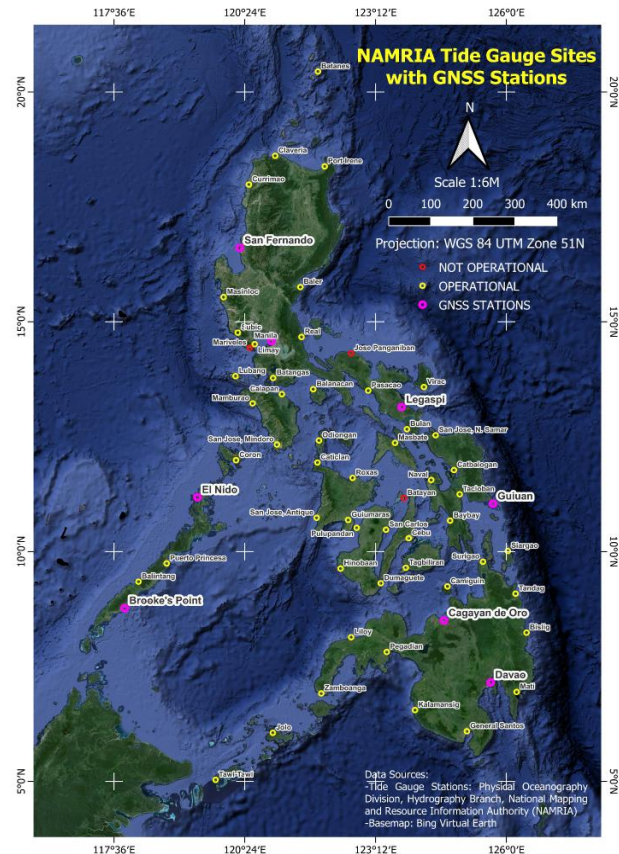 117°36'E 120°24'E 123°12'E 126°0'E
NAMRIA Tide Gauge Sites
with GNSS Stations
Batanes
20°0'N 20°0'N
N
Claveria
Port Irene
Currimao
Scale 1:6M
0 100 200 300 400 km
San Fernando
Projection: WGS 84 UTM Zone 51N
NOT OPERATIONAL
OPERATIONAL
GNSS STATIONS
Baler
Masinloc
15°0'N 15°0'N
Subic
Manila
Real
Mariveles
Limay
Jose Panganiban
Lubang
Batangas
Calapan
Balanacan
Pasacao
Virac
Mamburao
Legaspi
Bulan
San Jose, N. Samar
San Jose, Mindoro
Odiongan
Masbate
Coron
Caticlan
Catbalogan
Roxas
Naval
El Nido
Batayan
Tacloban
Guiuan
San Jose, Antique
Guiumaras
Pulupandan
San Carlos
Baybay
Cebu
10°0'N 10°0'N
Siargao
Puerto Princesa
Surigao
Hinobaan
Tagbiliran
Balintang
Dumaguete
Camiguin
Tandag
Brooke's Point
Cagayan de Oro
Liloy
Bislig
Pagadian
Davao
Zamboanga
Mati
Kalamansig
Jolo
General Santos
Tawi-Tawi
5°0'N 5°0'N
Data Sources:
-Tide Gauge Stations: Physical Oceanography
Division, Hydrography Branch, National Mapping
and Resource Information Authority (NAMRIA)
-Basemap: Bing Virtual Earth
117°36'E 120°24'E 123°12'E 126°0'E